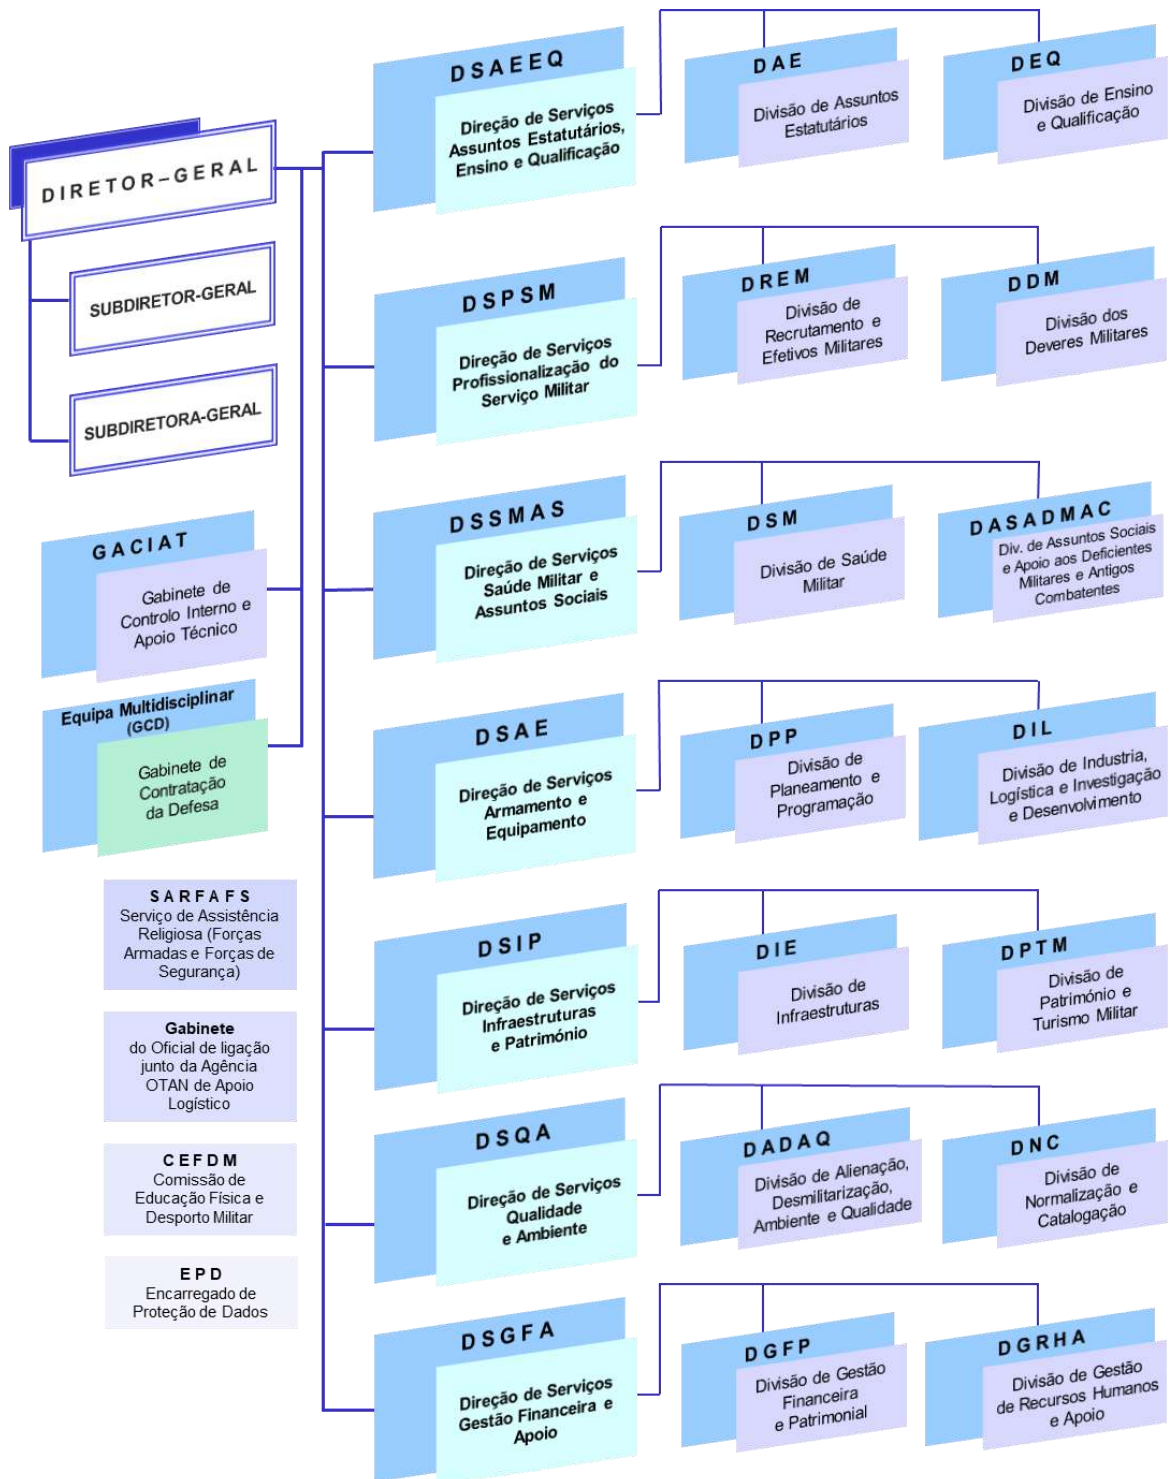 DIRETOR–GERAL
SUBDIRETOR-GERAL
SUBDIRETORA-GERAL
GACIAT
Gabinete de
Controlo Interno e
Apoio Técnico
Equipa Multidisciplinar
(GCD)
Gabinete de
Contratação
da Defesa
SARFAFS
Serviço de Assistência
Religiosa (Forças
Armadas e Forças de
Segurança)
Gabinete
do Oficial de ligação
junto da Agência
OTAN de Apoio
Logístico
CEFDM
Comissão de
Educação Física e
Desporto Militar
EPD
Encarregado de
Proteção de Dados
DSAEEQ
Direção de Serviços
Assuntos Estatutários,
Ensino e Qualificação
DAE
Divisão de Assuntos
Estatutários
DEQ
Divisão de Ensino
e Qualificação
DSPSM
Direção de Serviços
Profissionalização do
Serviço Militar
DREM
Divisão de
Recrutamento e
Efetivos Militares
DDM
Divisão dos
Deveres Militares
DSSMAS
Direção de Serviços
Saúde Militar e
Assuntos Sociais
DSM
Divisão de Saúde
Militar
DASADMAC
Div. de Assuntos Sociais
e Apoio aos Deficientes
Militares e Antigos
Combatentes
DSAE
Direção de Serviços
Armamento e
Equipamento
DPP
Divisão de
Planeamento e
Programação
DIL
Divisão de Industria,
Logística e Investigação
e Desenvolvimento
DSIP
Direção de Serviços
Infraestruturas
e Património
DIE
Divisão de
Infraestruturas
DPTM
Divisão de
Património e
Turismo Militar
DSQA
Direção de Serviços
Qualidade
e Ambiente
DADAQ
Divisão de Alienação,
Desmilitarização,
Ambiente e Qualidade
DNC
Divisão de
Normalização e
Catalogação
DSGFA
Direção de Serviços
Gestão Financeira e
Apoio
DGFP
Divisão de Gestão
Financeira
e Patrimonial
DGRHA
Divisão de Gestão
de Recursos Humanos
e Apoio